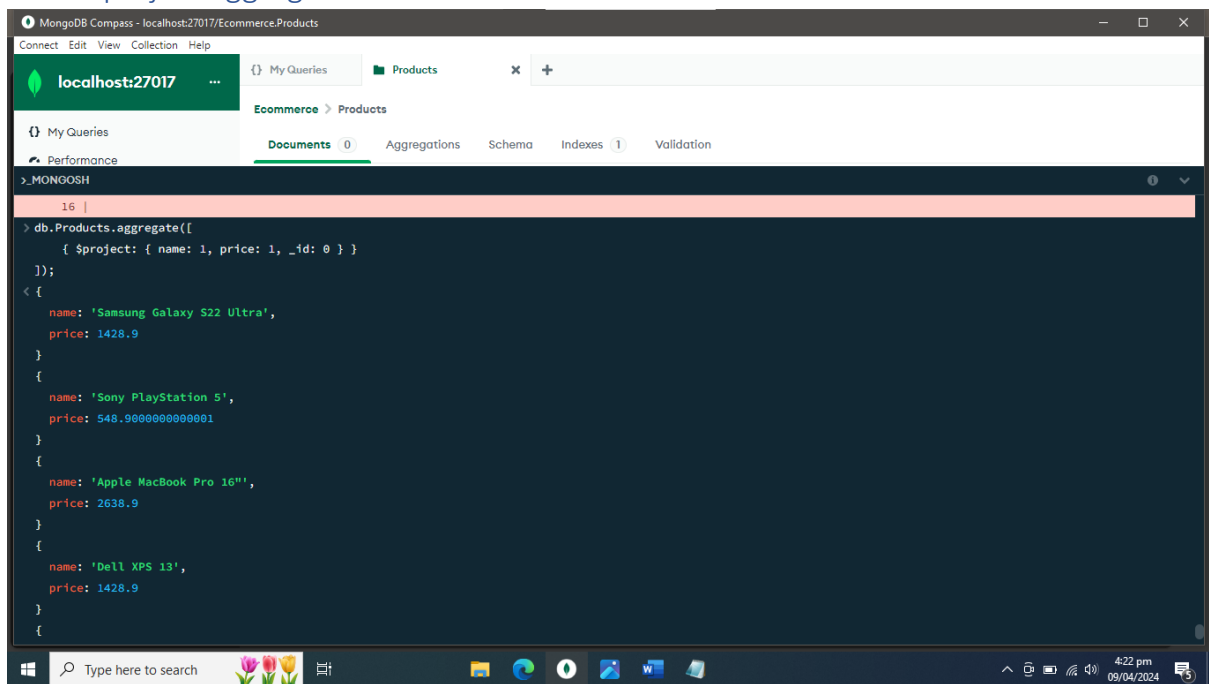 MongoDB Compass - localhost:27017/Ecommerce.Products
Connect Edit View Collection Help
localhost:27017 ...
{} My Queries
Products
Ecommerce > Products
{} My Queries
Performance
Documents 0 Aggregations Schema Indexes 1 Validation
>_MONGOSH
16 |
> db.Products.aggregate([
{ $project: { name: 1, price: 1, _id: 0 } }
]);
< {
name: 'Samsung Galaxy S22 Ultra',
price: 1428.9
}
{
name: 'Sony PlayStation 5',
price: 548.9000000000001
}
{
name: 'Apple MacBook Pro 16"',
price: 2638.9
}
{
name: 'Dell XPS 13',
price: 1428.9
}
{
Type here to search
4:22 pm
09/04/2024
5